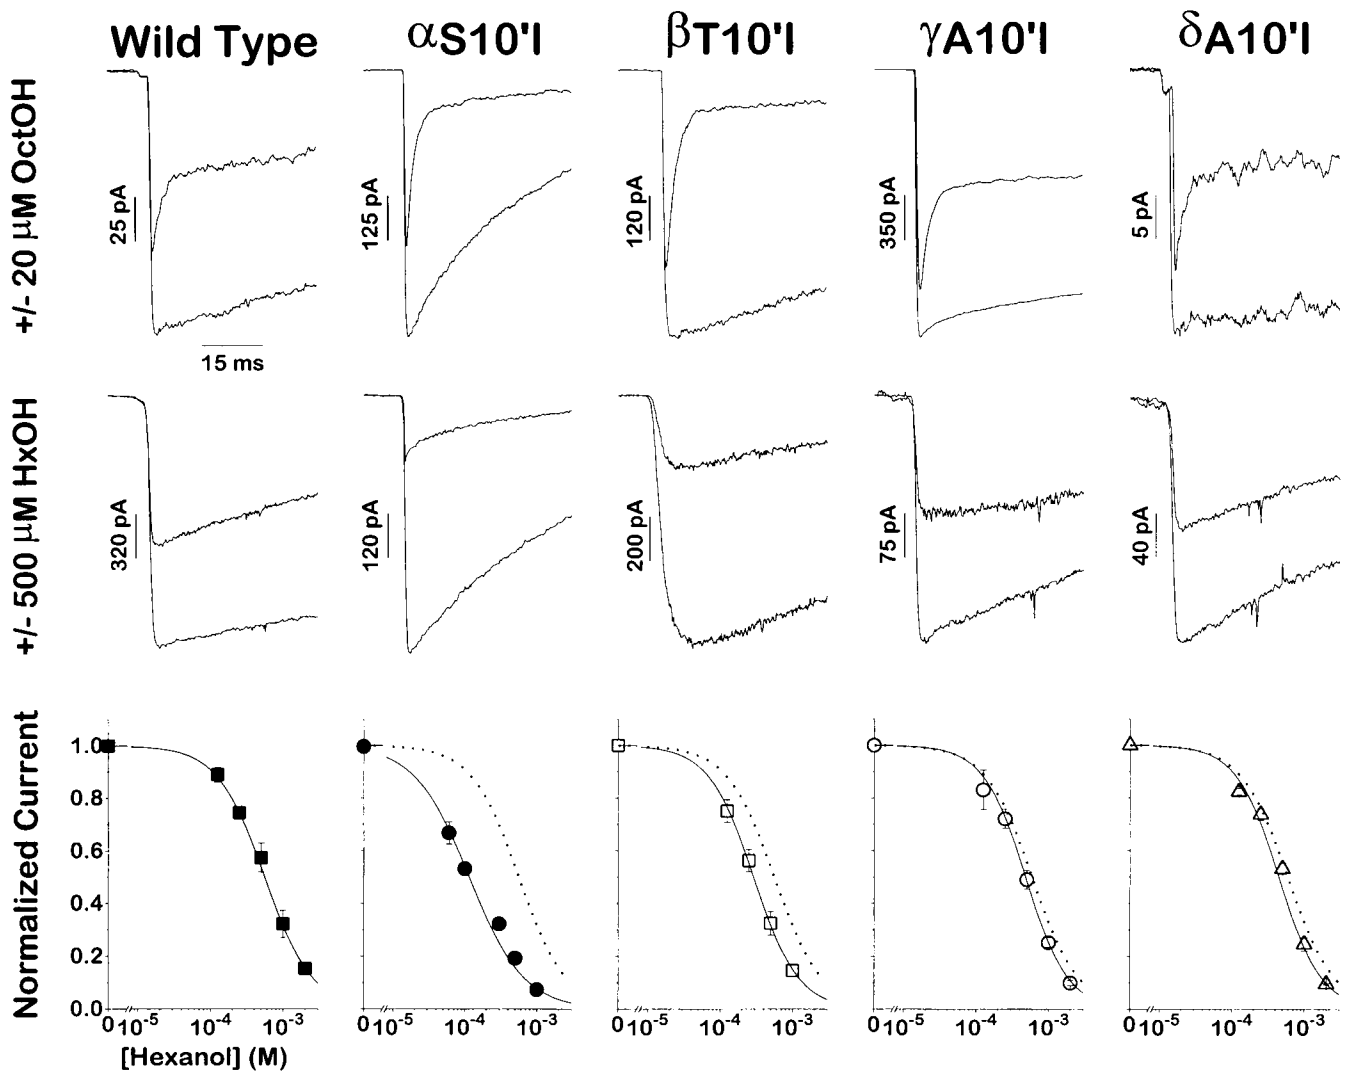 Wild Type αS10'I βT10'I γA10'I δA10'I
+/- 20 μM OctOH
25 pA
125 pA
120 pA
350 pA
5 pA
15 ms
+/- 500 μM HxOH
320 pA
120 pA
200 pA
75 pA
40 pA
Normalized Current
1.0
0.8
0.6
0.4
0.2
0.0
0 10⁻⁵ 10⁻⁴ 10⁻³
0 10⁻⁵ 10⁻⁴ 10⁻³
0 10⁻⁵ 10⁻⁴ 10⁻³
0 10⁻⁵ 10⁻⁴ 10⁻³
0 10⁻⁵ 10⁻⁴ 10⁻³
[Hexanol] (M)